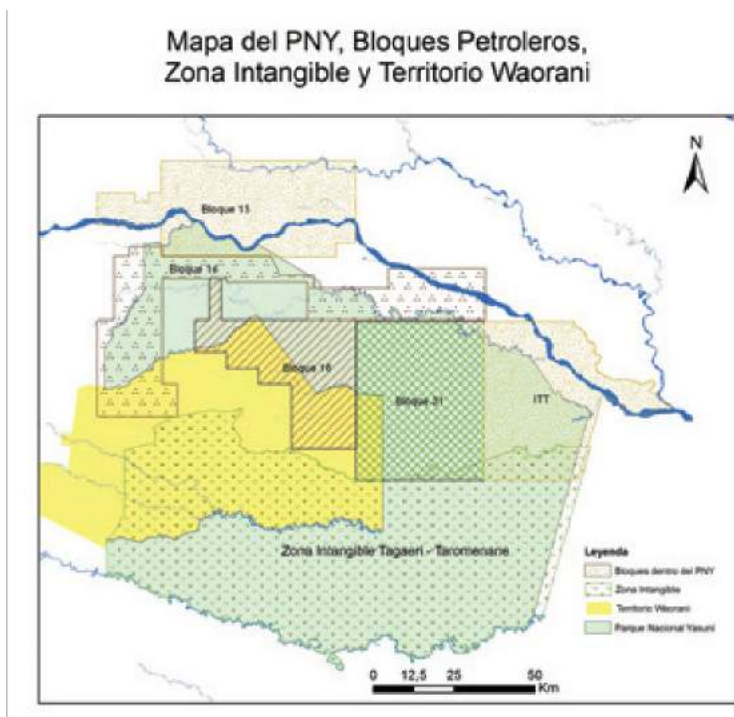 Mapa del PNY, Bloques Petroleros,
Zona Intangible y Territorio Waorani
N
Bloque 15
Bloque 14
Bloque 16
Bloque 31
ITT
Zona Intangible Tagaeri - Taromenane
Leyenda
Bloques dentro del PNY
Zona Intangible
Territorio Waorani
Parque Nacional Yasuní
0 12,5 25 50
Km